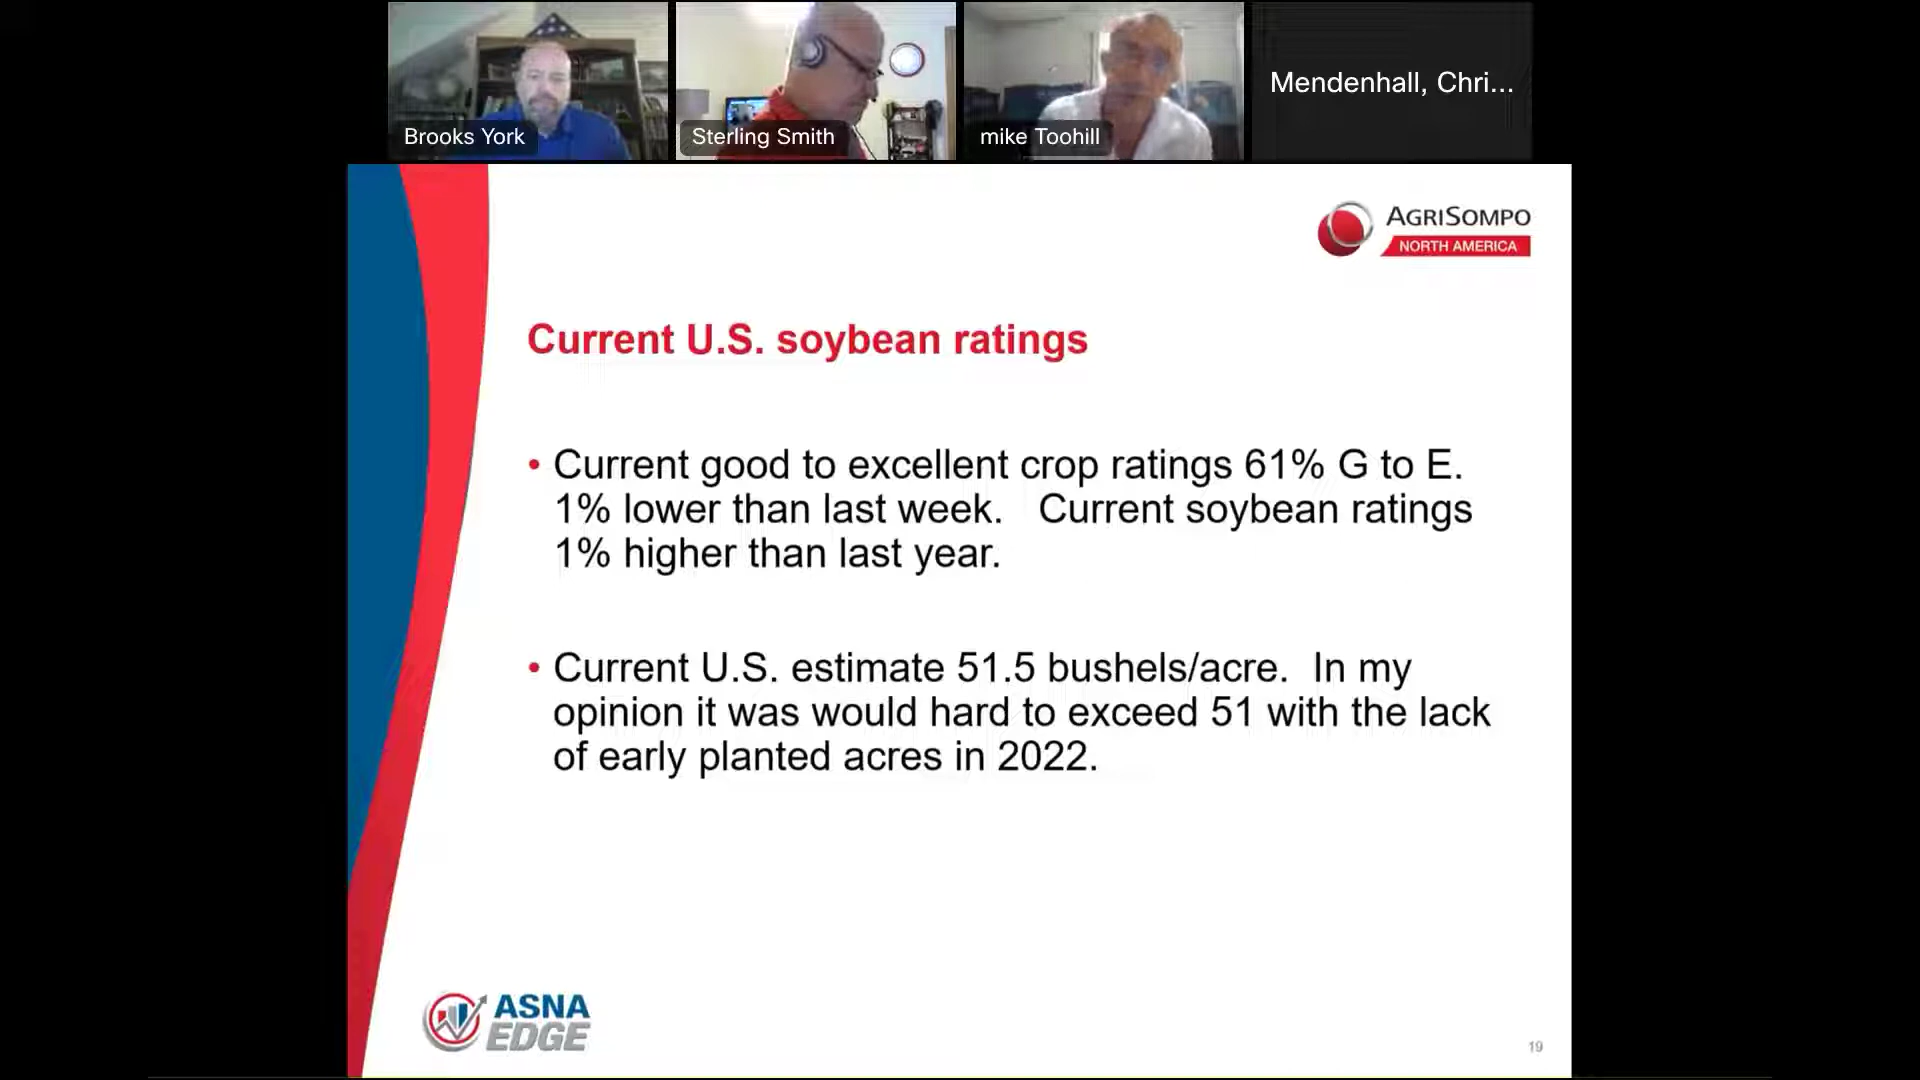 Brooks York
Sterling Smith
mike Toohill
Mendenhall, Chri...
AGRISOMPO
NORTH AMERICA
Current U.S. soybean ratings
• Current good to excellent crop ratings 61% G to E.
1% lower than last week. Current soybean ratings
1% higher than last year.
• Current U.S. estimate 51.5 bushels/acre. In my
opinion it was would hard to exceed 51 with the lack
of early planted acres in 2022.
ASNA
EDGE
19